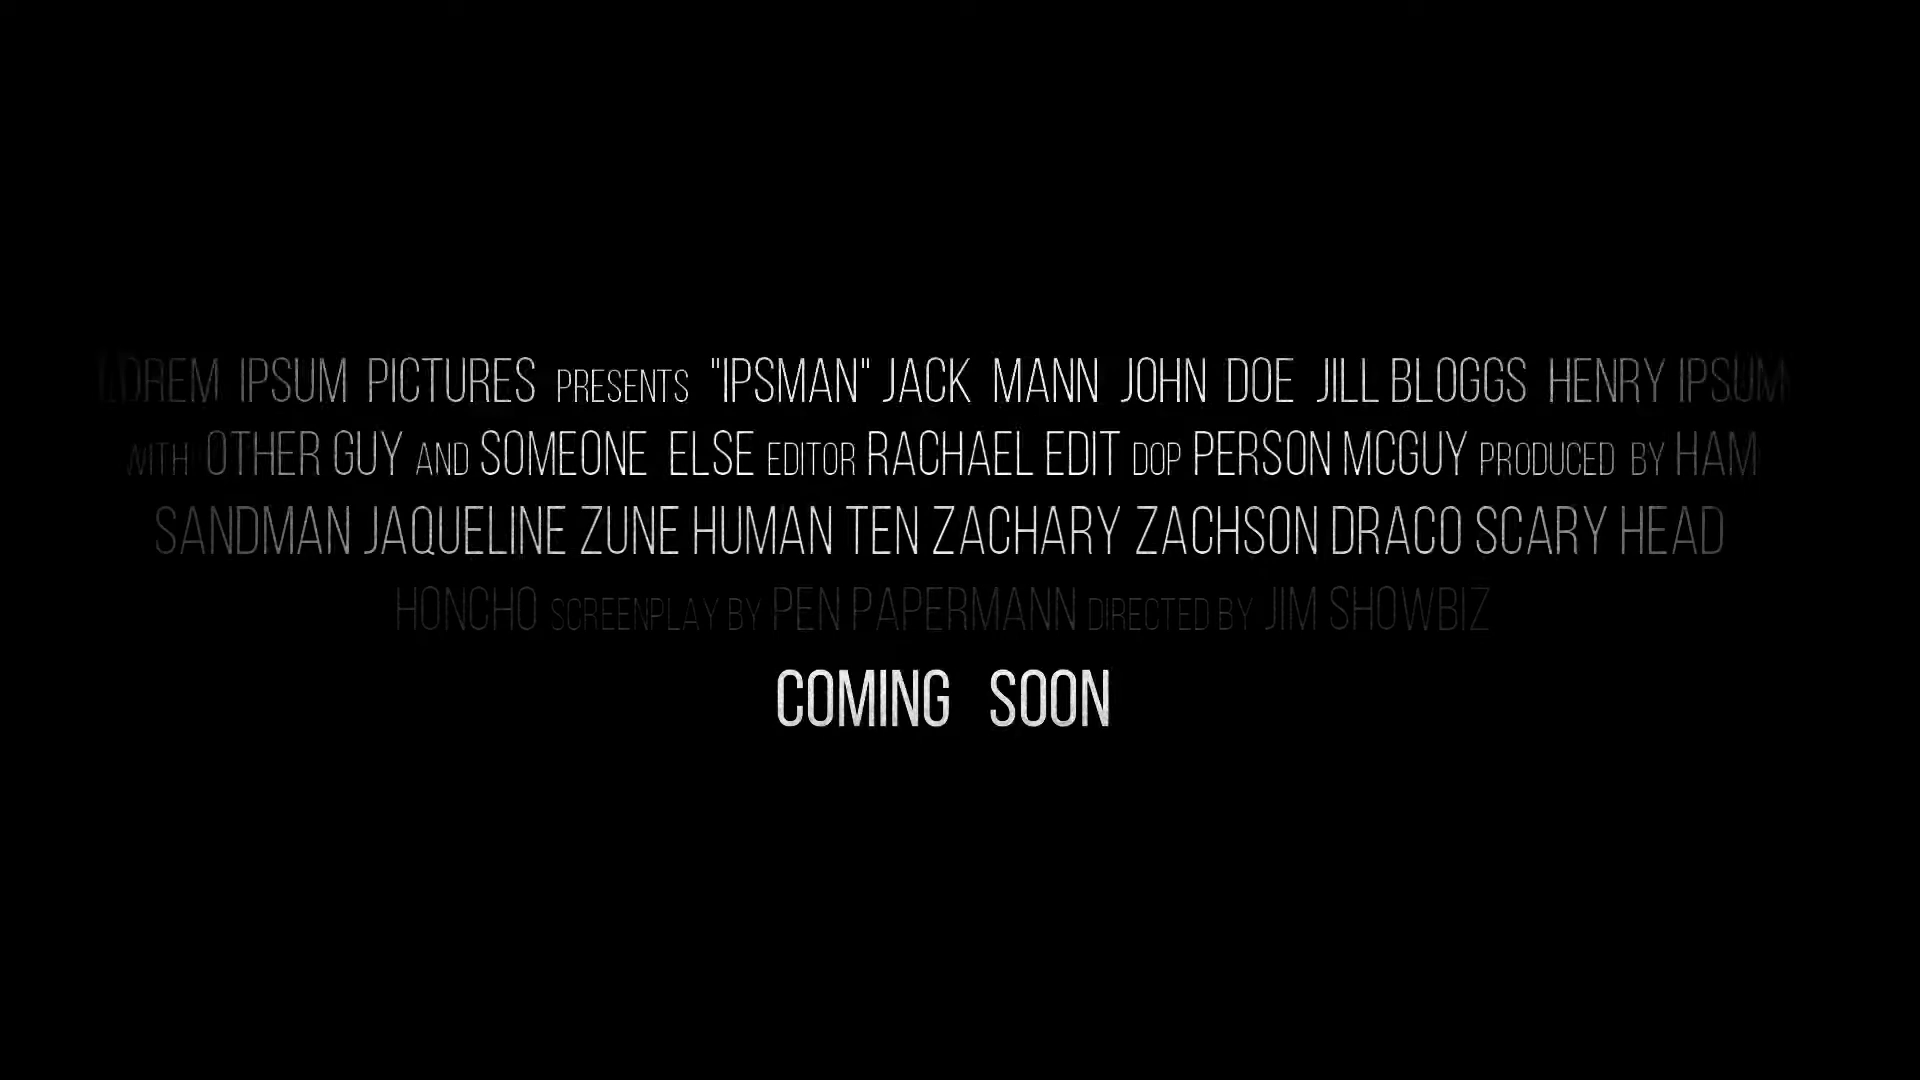 LOREM IPSUM PICTURES PRESENTS "IPSMAN" JACK MANN JOHN DOE JILL BLOGGS HENRY IPSUM
WITH OTHER GUY AND SOMEONE ELSE EDITOR RACHAEL EDIT DOP PERSON MCGUY PRODUCED BY HAM
SANDMAN JAQUELINE ZUNE HUMAN TEN ZACHARY ZACHSON DRACO SCARY HEAD
HONCHO SCREENPLAY BY PEN PAPERMANN DIRECTED BY JIM SHOWBIZ
COMING SOON